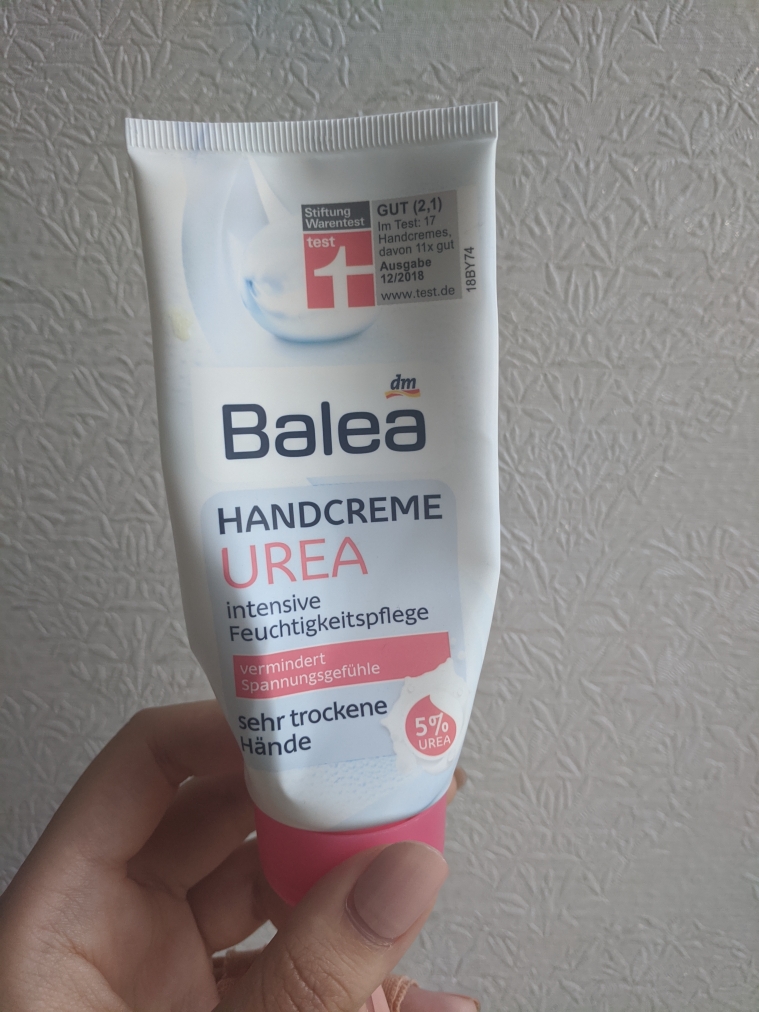 Stiftung
Warentest
test
GUT (2,1)
Im Test: 17
Handcremes,
davon 11x gut
Ausgabe
12/2018
www.test.de
18BY74
dm
Balea
HANDCREME
UREA
intensive
Feuchtigkeitspflege
vermindert
Spannungsgefühle
sehr trockene
Hände
5%
UREA